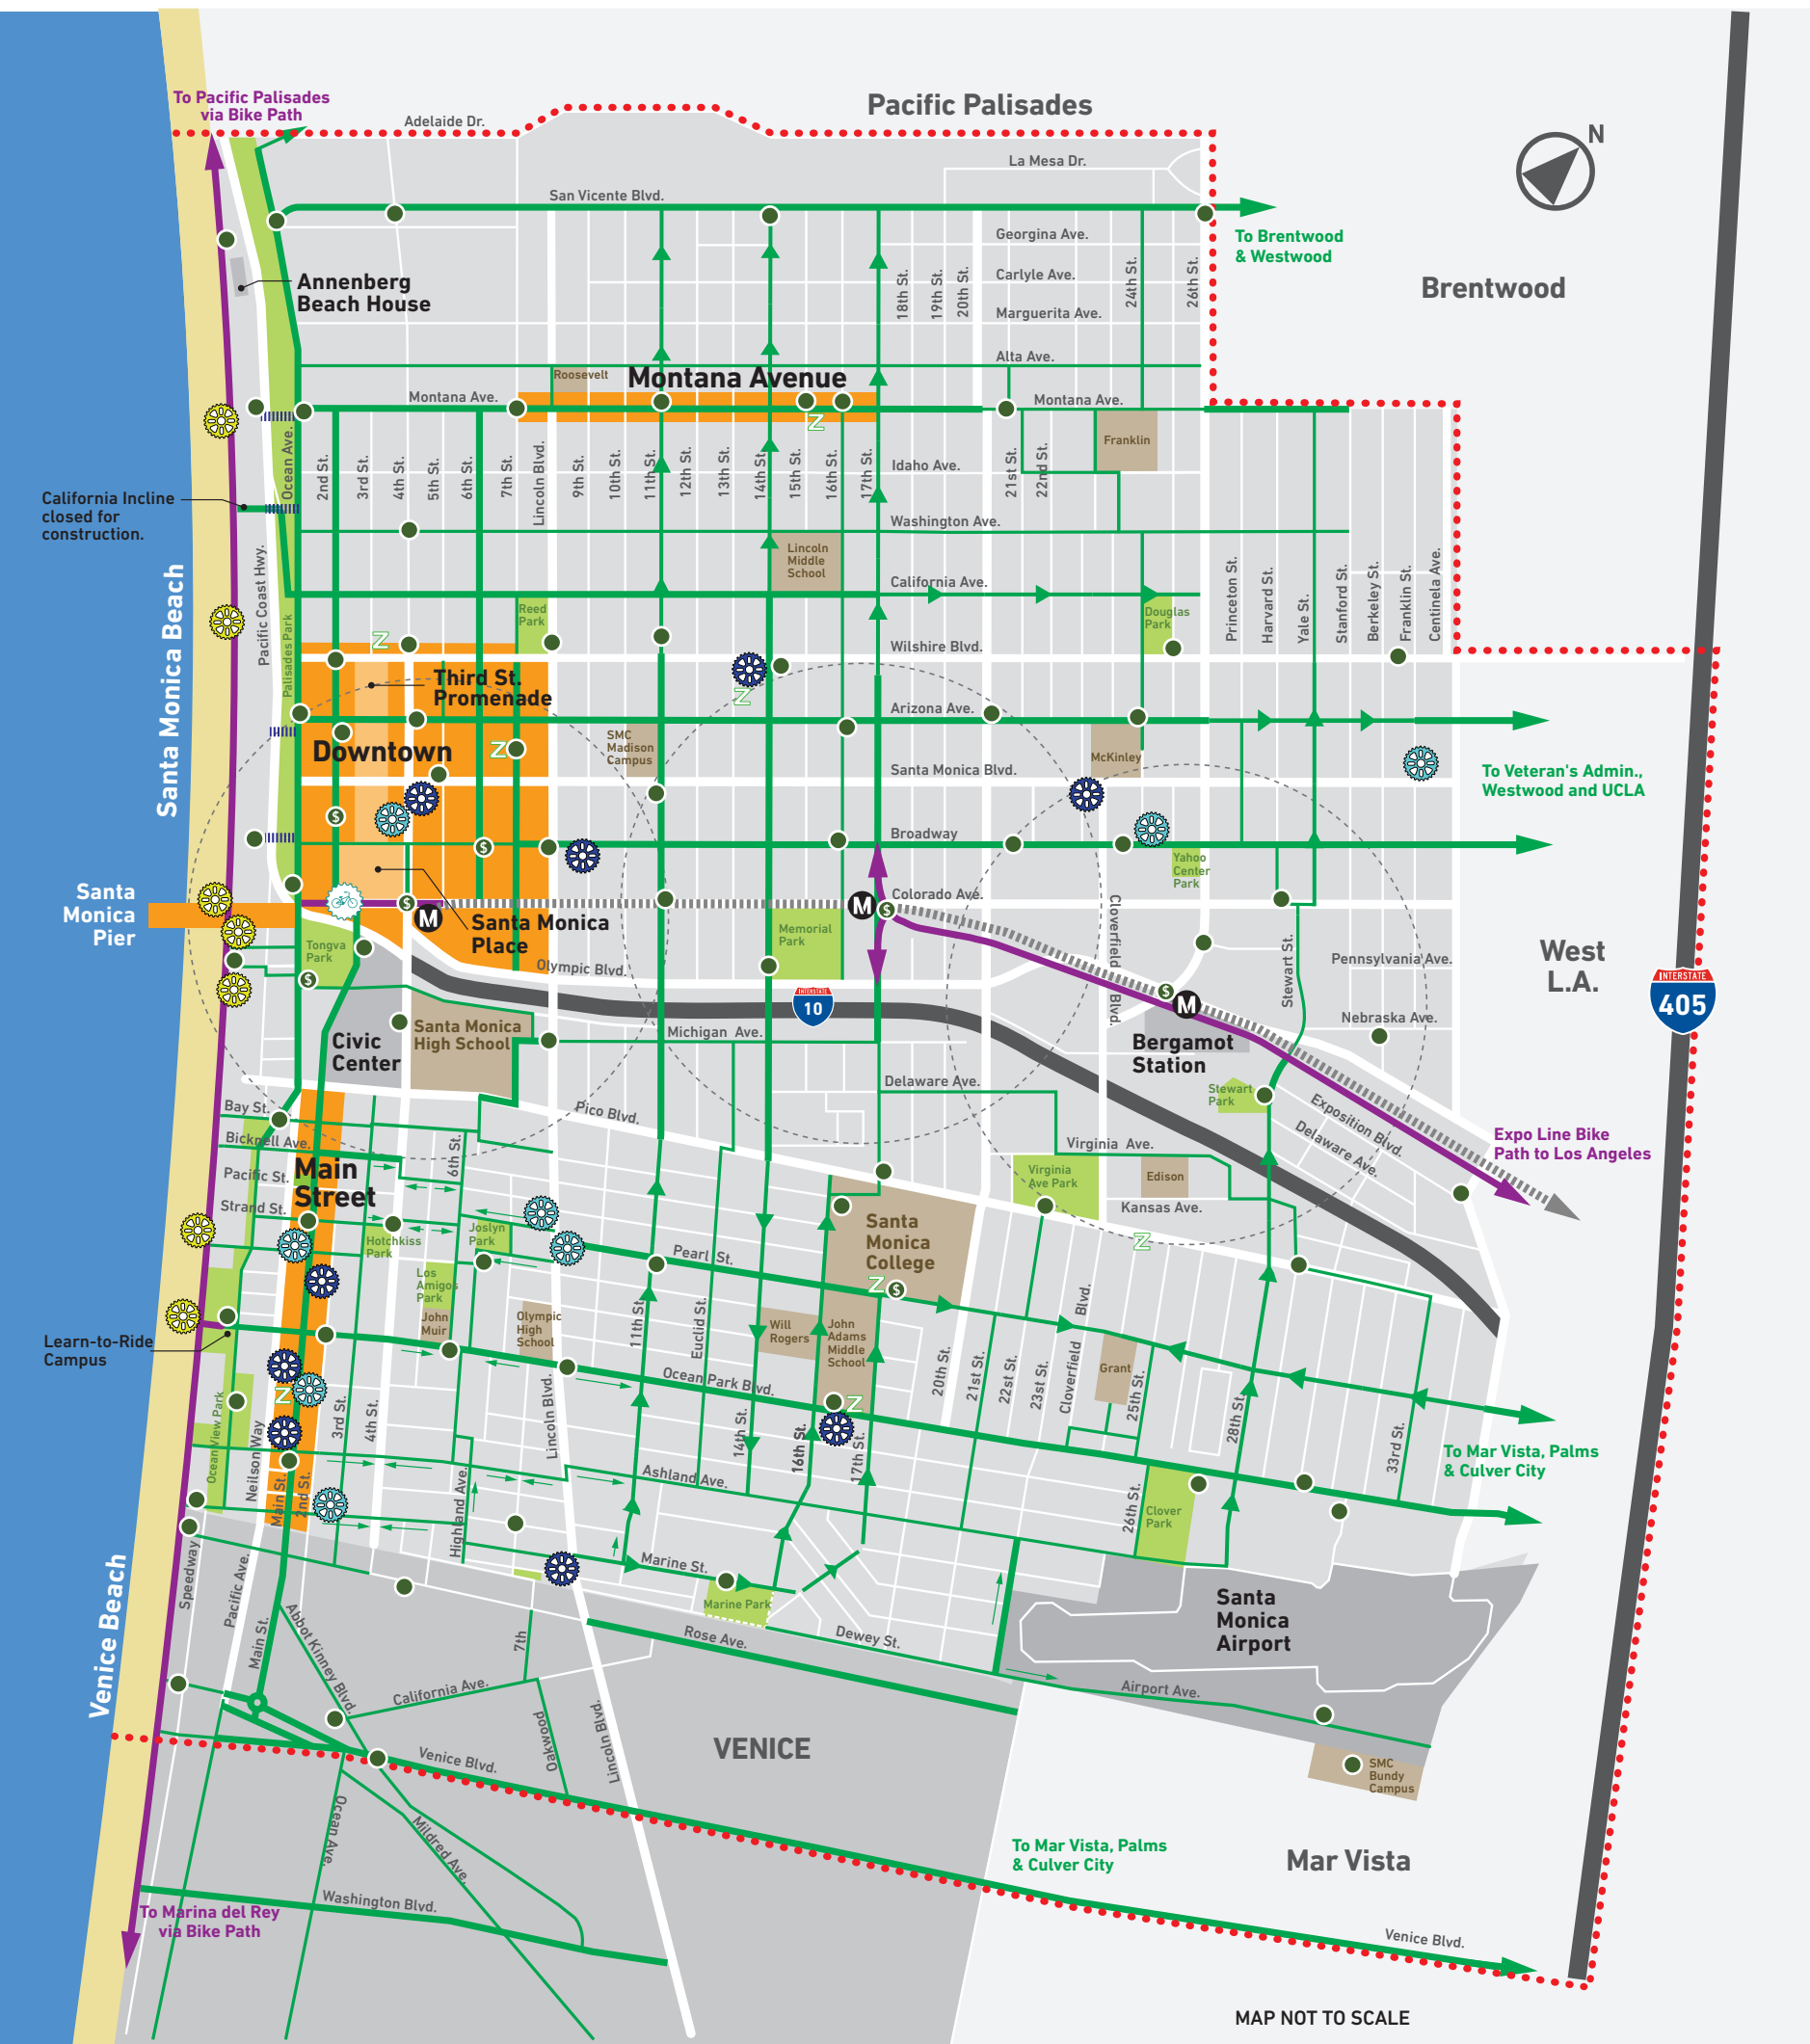 To Pacific Palisades
via Bike Path
Adelaide Dr.
Pacific Palisades
N
La Mesa Dr.
San Vicente Blvd.
Georgina Ave.
To Brentwood
& Westwood
Carlyle Ave.
Brentwood
Annenberg
Beach House
18th St.
19th St.
20th St.
24th St.
26th St.
Marguerita Ave.
Alta Ave.
Roosevelt
Montana Avenue
Montana Ave.
Montana Ave.
Z
Franklin
Ocean Ave.
2nd St.
3rd St.
4th St.
5th St.
6th St.
7th St.
Lincoln Blvd.
9th St.
10th St.
11th St.
12th St.
13th St.
14th St.
15th St.
16th St.
17th St.
21st St.
22nd St.
Idaho Ave.
California Incline
closed for
construction.
Washington Ave.
Lincoln
Middle
School
Pacific Coast Hwy.
Santa Monica Beach
California Ave.
Reed
Park
Douglas
Park
Princeton St.
Harvard St.
Yale St.
Stanford St.
Berkeley St.
Franklin St.
Centinela Ave.
Palisades Park
Z
Wilshire Blvd.
Third St.
Promenade
Z
Arizona Ave.
Downtown
Z
SMC
Madison
Campus
McKinley
Santa Monica Blvd.
To Veteran's Admin.,
Westwood and UCLA
$
$
Broadway
Yahoo
Center
Park
Santa
Monica
Pier
$
M
Santa Monica
Place
M
$
Colorado Ave.
Memorial
Park
Cloverfield Blvd.
Stewart St.
Pennsylvania Ave.
West
L.A.
Tongva
Park
Olympic Blvd.
$
$
M
INTERSTATE
405
10
Nebraska Ave.
Civic
Center
Santa Monica
High School
Michigan Ave.
Bergamot
Station
Delaware Ave.
Stewart
Park
Exposition Blvd.
Delaware Ave.
Bay St.
Pico Blvd.
Bicknell Ave.
6th St.
Virginia Ave.
Expo Line Bike
Path to Los Angeles
Main
Street
Pacific St.
Virginia
Ave Park
Edison
Strand St.
Kansas Ave.
Joslyn
Park
Hotchkiss
Park
Santa
Monica
College
Z
Pearl St.
Z
$
Los
Amigos
Park
John
Muir
Olympic
High
School
11th St.
Euclid St.
Will
Rogers
John
Adams
Middle
School
Learn-to-Ride
Campus
20th St.
21st St.
22nd St.
23rd St.
Cloverfield
Blvd.
Grant
25th St.
Ocean Park Blvd.
Z
Z
Ocean View Park
Neilson Way
3rd St.
4th St.
Lincoln Blvd.
14th St.
16th St.
17th St.
28th St.
33rd St.
To Mar Vista, Palms
& Culver City
Main St.
2nd St.
Highland Ave.
Ashland Ave.
26th St.
Clover
Park
Venice Beach
Speedway
Pacific Ave.
Main St.
Abbot Kinney Blvd.
Marine St.
Marine Park
Santa
Monica
Airport
Rose Ave.
Dewey St.
7th
California Ave.
Oakwood
Lincoln Blvd.
Airport Ave.
VENICE
Venice Blvd.
SMC
Bundy
Campus
Ocean Ave.
Mildred Ave.
To Mar Vista, Palms
& Culver City
Mar Vista
Washington Blvd.
To Marina del Rey
via Bike Path
Venice Blvd.
MAP NOT TO SCALE